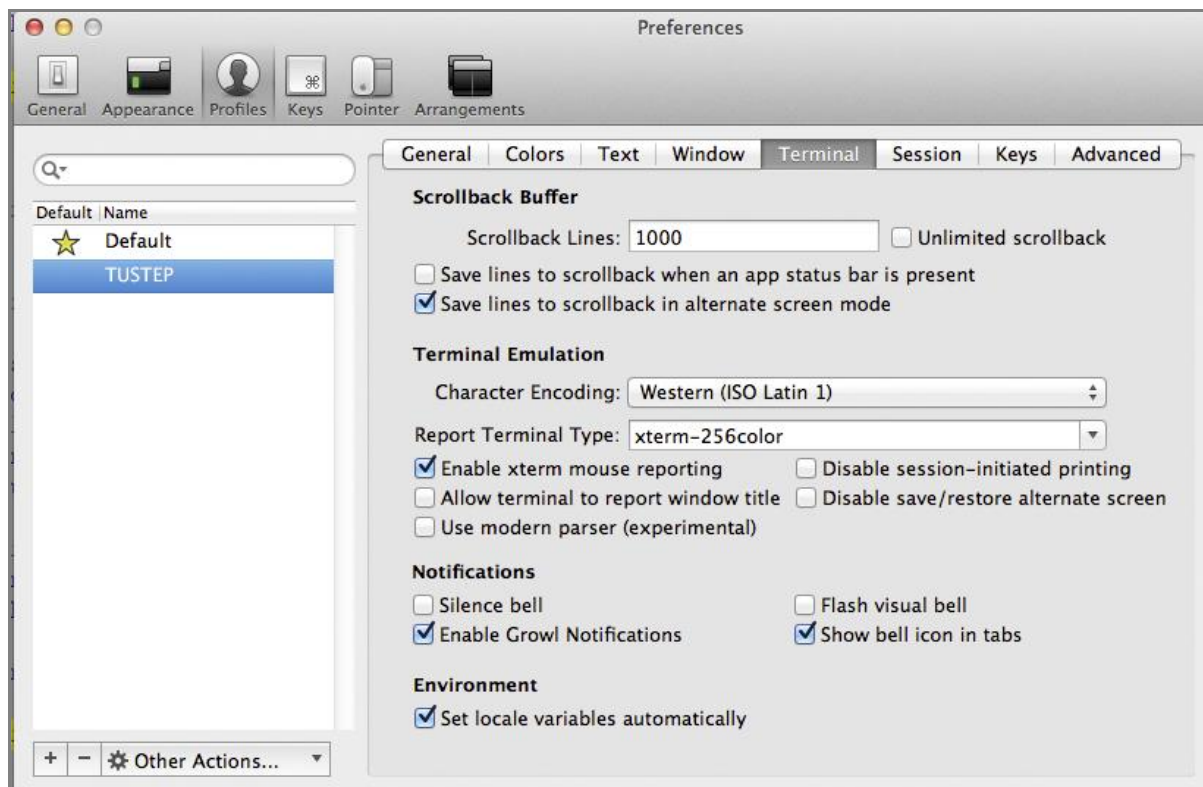 Preferences
General Appearance Profiles Keys Pointer Arrangements
General Colors Text Window Terminal Session Keys Advanced
Default Name
Default
TUSTEP
+ - Other Actions...
Scrollback Buffer
Scrollback Lines: 1000 Unlimited scrollback
Save lines to scrollback when an app status bar is present
Save lines to scrollback in alternate screen mode
Terminal Emulation
Character Encoding: Western (ISO Latin 1)
Report Terminal Type: xterm-256color
Enable xterm mouse reporting Disable session-initiated printing
Allow terminal to report window title Disable save/restore alternate screen
Use modern parser (experimental)
Notifications
Silence bell Flash visual bell
Enable Growl Notifications Show bell icon in tabs
Environment
Set locale variables automatically